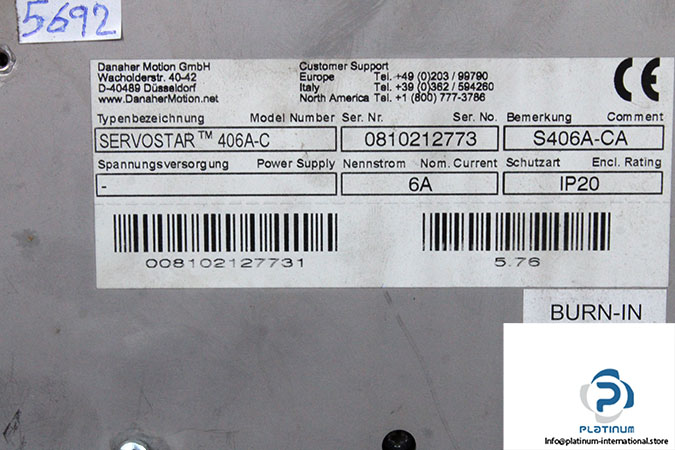 5692
Danaher Motion GmbH
Wacholderstr. 40-42
D-40489 Düsseldorf
www.DanaherMotion.net
Customer Support
Europe Tel. +49 (0)203 / 99790
Italy Tel. +39 (0)362 / 594260
North America Tel. +1 (800) 777-3786
CE
Typenbezeichnung Model Number Ser. Nr. Ser. No. Bemerkung Comment
SERVOSTAR™ 406A-C 0810212773 S406A-CA
Spannungsversorgung Power Supply Nennstrom Nom. Current Schutzart Encl. Rating
- 6A IP20
008102127731 5.76
BURN-IN
PLATINUM
Info@platinum-international.store